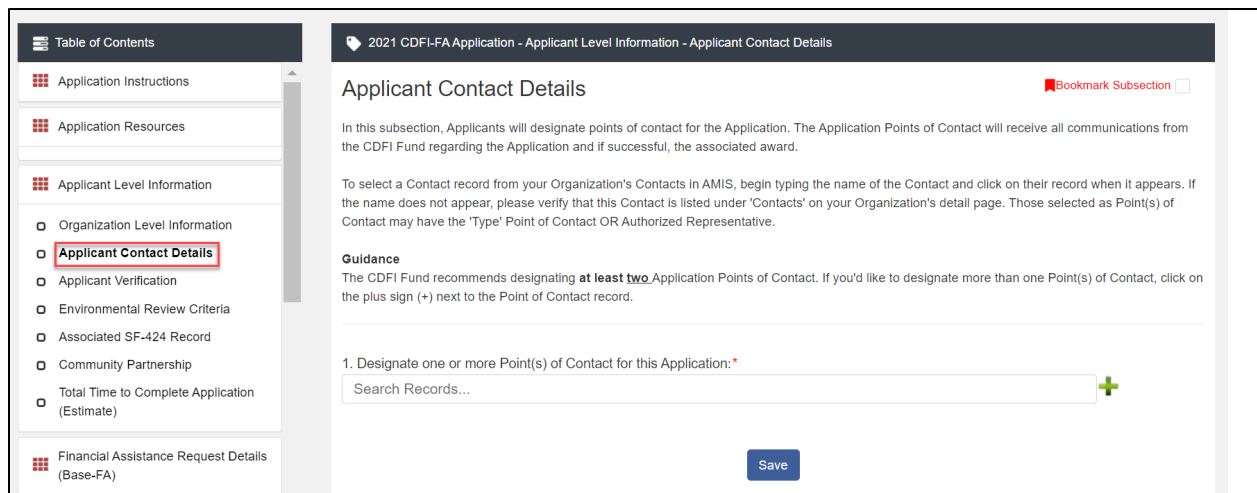 Table of Contents
Application Instructions
Application Resources
Applicant Level Information
Organization Level Information
Applicant Contact Details
Applicant Verification
Environmental Review Criteria
Associated SF-424 Record
Community Partnership
Total Time to Complete Application
(Estimate)
Financial Assistance Request Details
(Base-FA)
2021 CDFI-FA Application - Applicant Level Information - Applicant Contact Details
Applicant Contact Details
Bookmark Subsection
In this subsection, Applicants will designate points of contact for the Application. The Application Points of Contact will receive all communications from
the CDFI Fund regarding the Application and if successful, the associated award.
To select a Contact record from your Organization's Contacts in AMIS, begin typing the name of the Contact and click on their record when it appears. If
the name does not appear, please verify that this Contact is listed under 'Contacts' on your Organization's detail page. Those selected as Point(s) of
Contact may have the 'Type' Point of Contact OR Authorized Representative.
Guidance
The CDFI Fund recommends designating at least two Application Points of Contact. If you'd like to designate more than one Point(s) of Contact, click on
the plus sign (+) next to the Point of Contact record.
1. Designate one or more Point(s) of Contact for this Application:*
Search Records...
Save